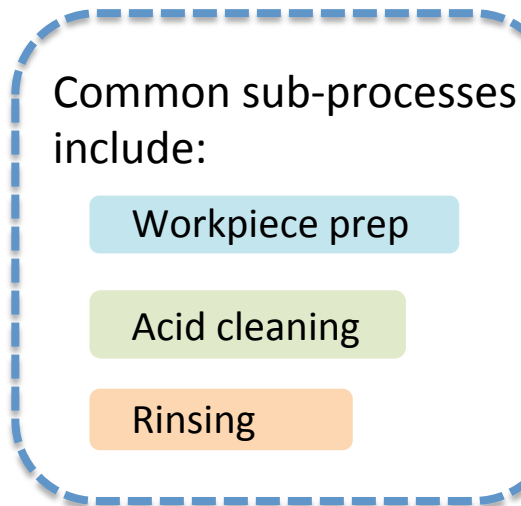 Common sub-processes
include:
Workpiece prep
Acid cleaning
Rinsing